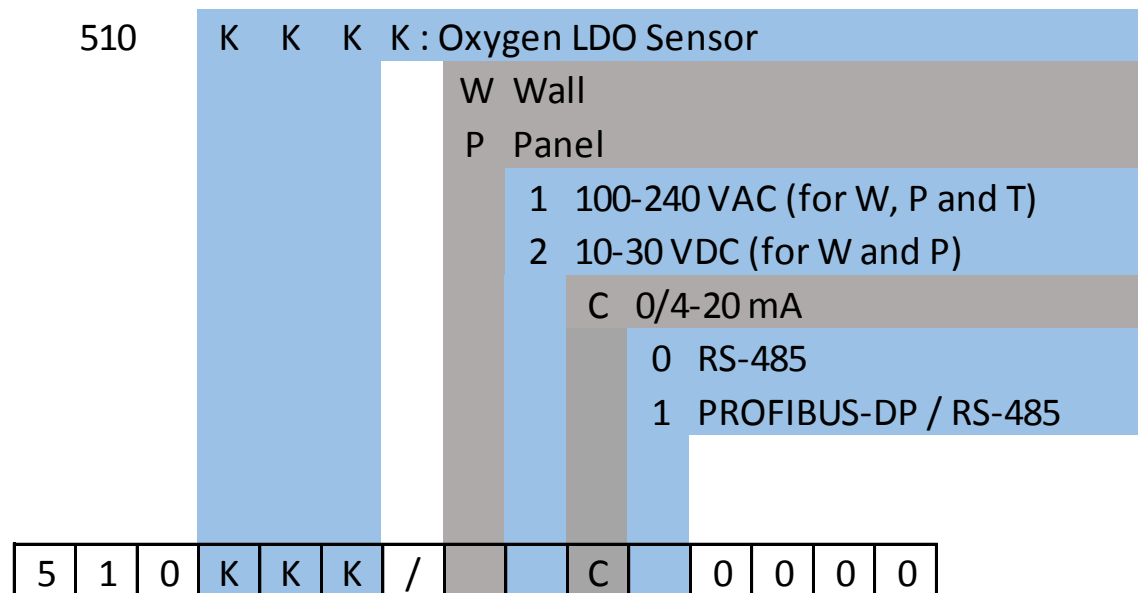 510 K K K K : Oxygen LDO Sensor
W Wall
P Panel
1 100-240 VAC (for W, P and T)
2 10-30 VDC (for W and P)
C 0/4-20 mA
0 RS-485
1 PROFIBUS-DP / RS-485
5 1 0 K K K / C 0 0 0 0